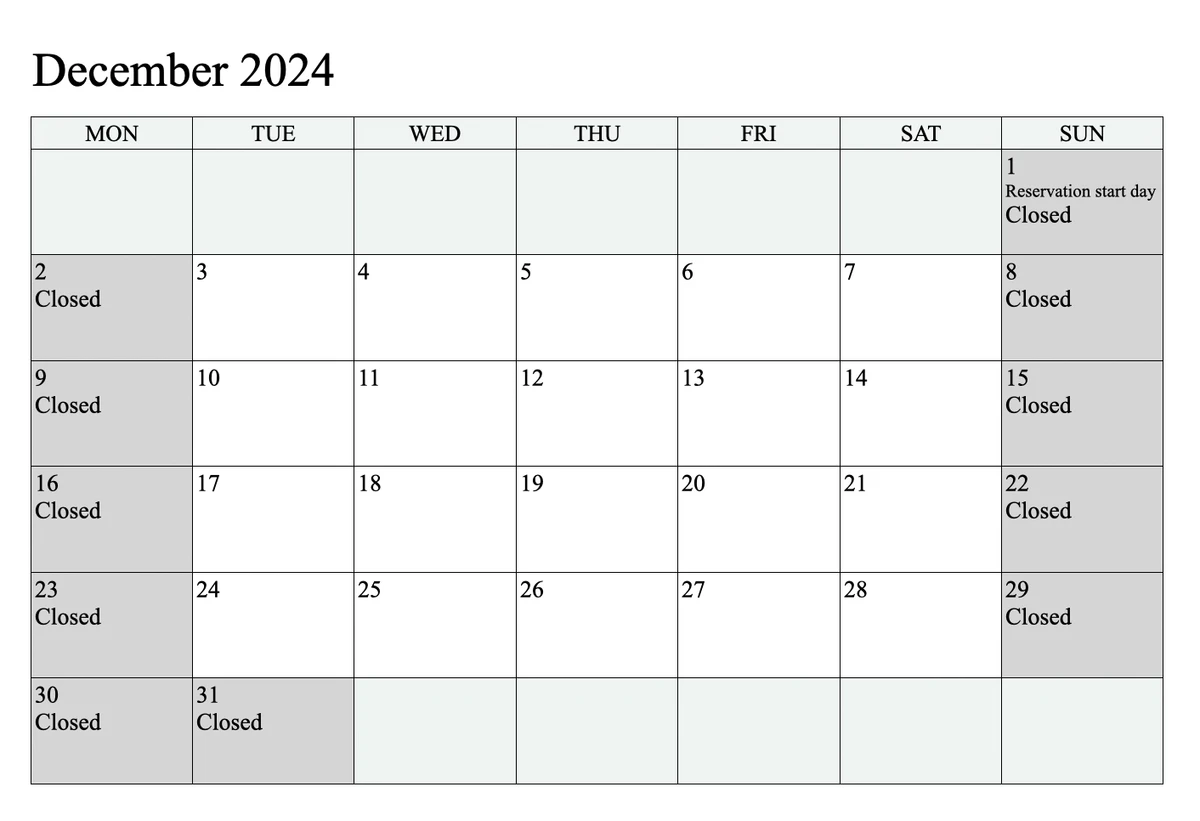 December 2024
MON TUE WED THU FRI SAT SUN
1
Reservation start day
Closed
2 3 4 5 6 7 8
Closed Closed
9 10 11 12 13 14 15
Closed Closed
16 17 18 19 20 21 22
Closed Closed
23 24 25 26 27 28 29
Closed Closed
30 31
Closed Closed